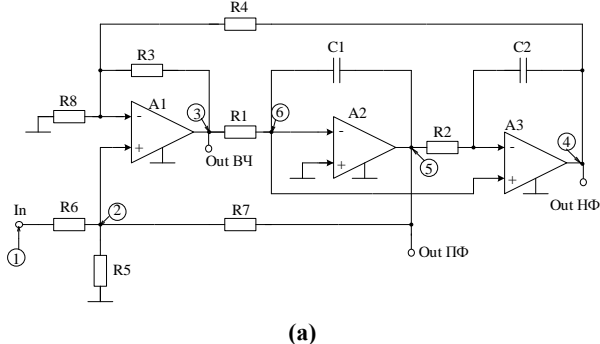 R4
R3
C1
C2
R8
A1
3
R1
6
A2
R2
A3
4
-
+
-
+
-
+
Out ВЧ
5
Out НФ
In
R6
2
R7
1
R5
Out ПФ
(a)